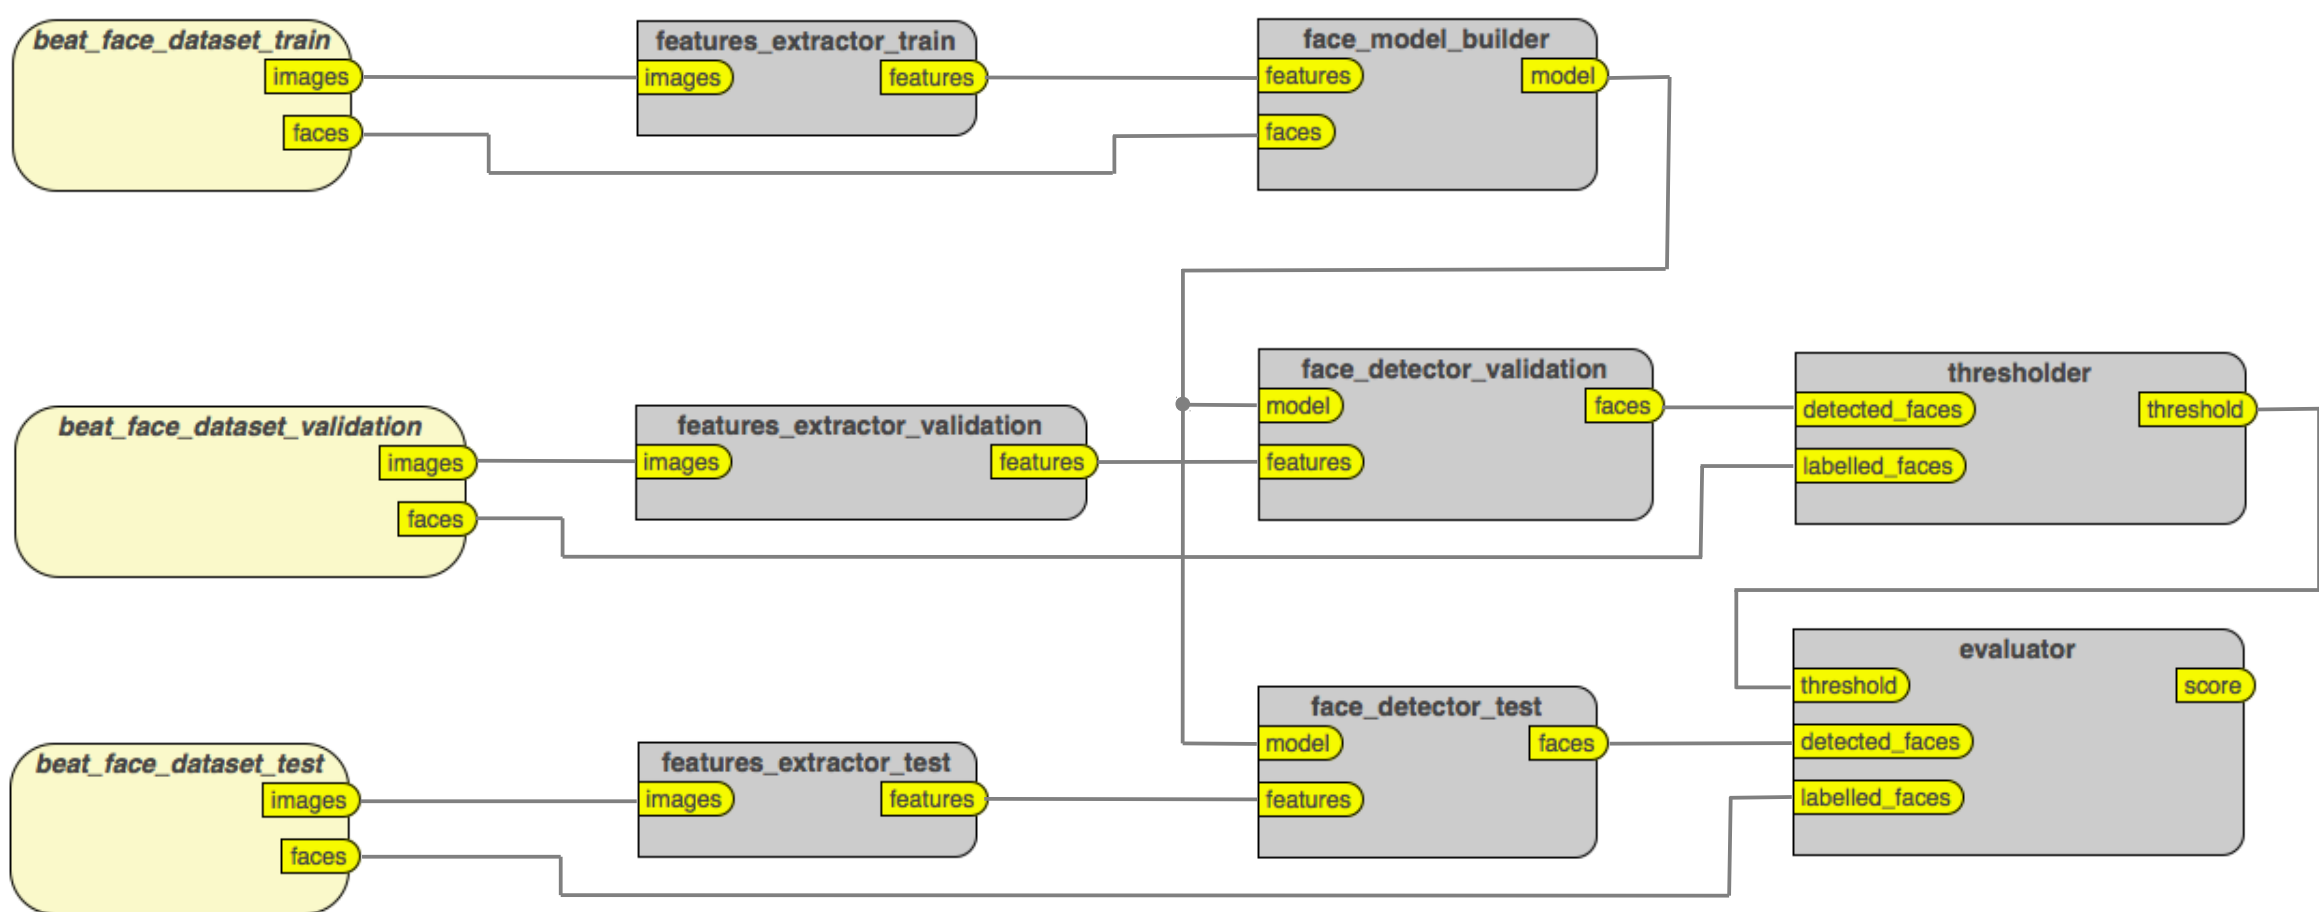 beat_face_dataset_train
images
faces
features_extractor_train
images
features
face_model_builder
features
model
faces
beat_face_dataset_validation
images
faces
features_extractor_validation
images
features
face_detector_validation
model
faces
features
thresholder
detected_faces
threshold
labelled_faces
beat_face_dataset_test
images
faces
features_extractor_test
images
features
face_detector_test
model
faces
features
evaluator
threshold
score
detected_faces
labelled_faces